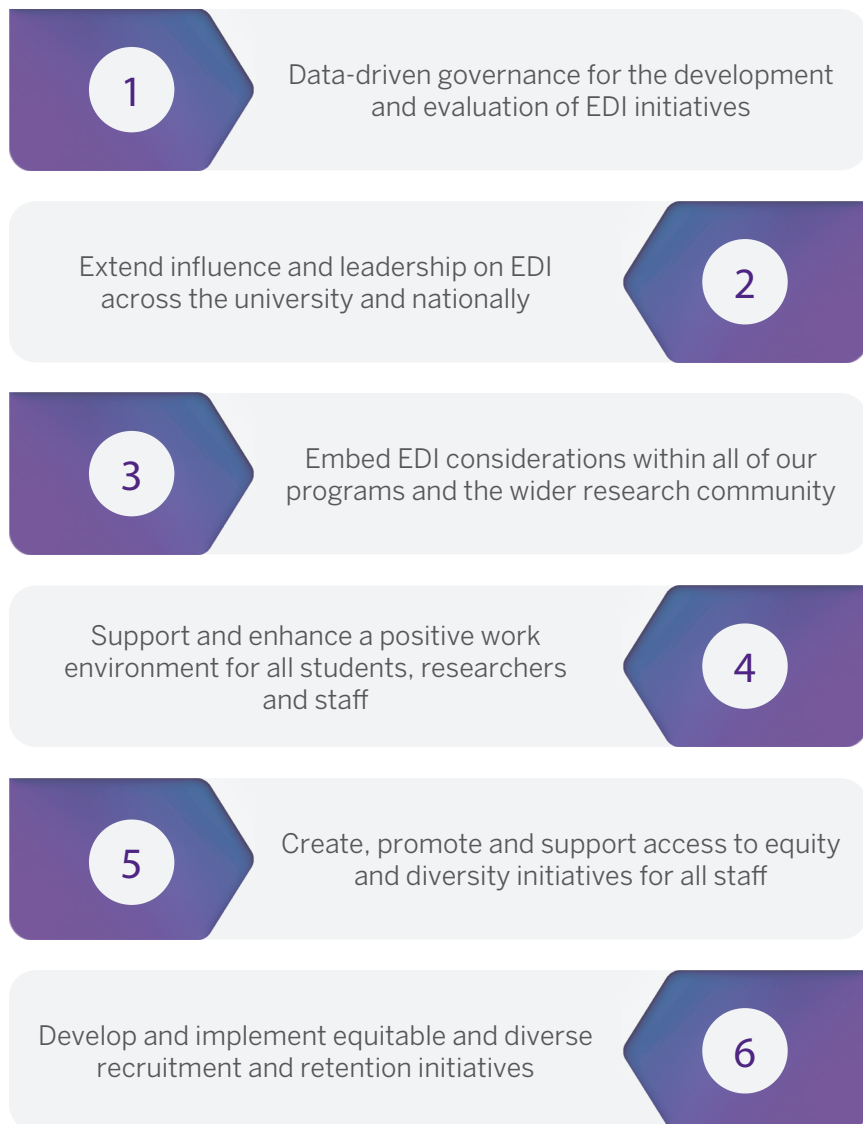 1
Data-driven governance for the development
and evaluation of EDI initiatives
Extend influence and leadership on EDI
across the university and nationally
2
3
Embed EDI considerations within all of our
programs and the wider research community
Support and enhance a positive work
environment for all students, researchers
and staff
4
5
Create, promote and support access to equity
and diversity initiatives for all staff
Develop and implement equitable and diverse
recruitment and retention initiatives
6